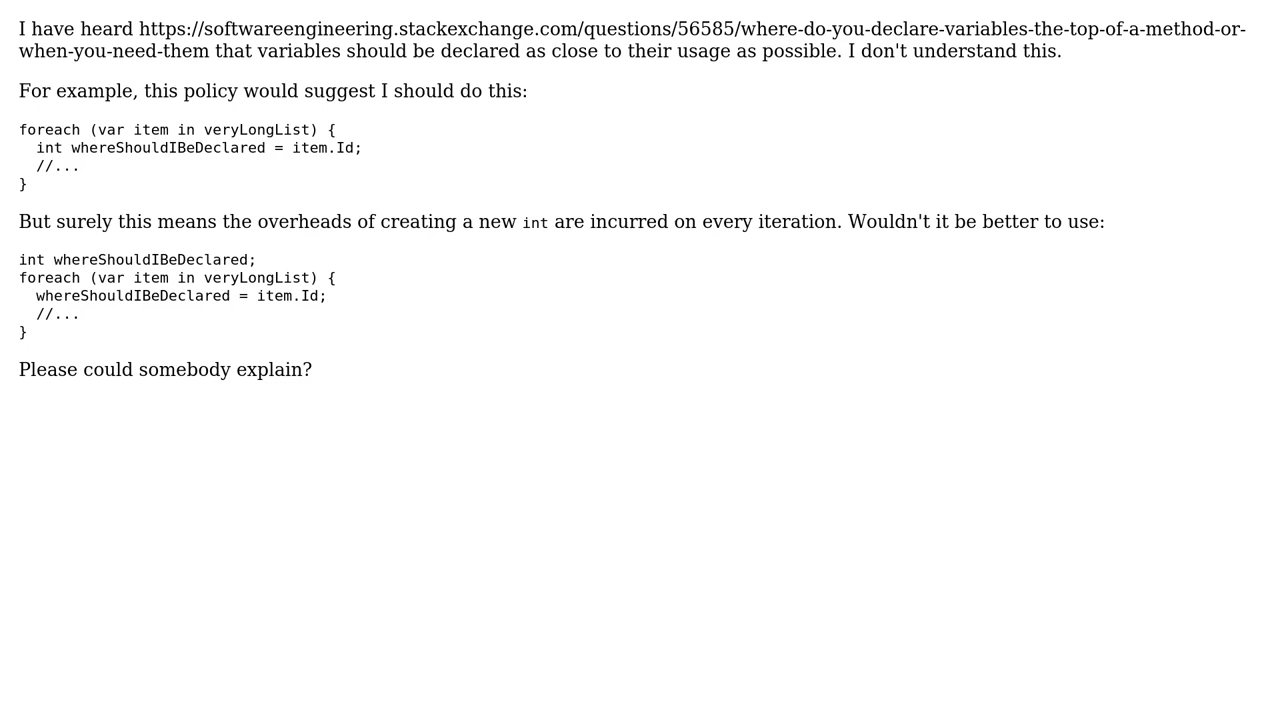 I have heard https://softwareengineering.stackexchange.com/questions/56585/where-do-you-declare-variables-the-top-of-a-method-or-
when-you-need-them that variables should be declared as close to their usage as possible. I don't understand this.
For example, this policy would suggest I should do this:
foreach (var item in veryLongList) {
  int whereShouldIBeDeclared = item.Id;
  //...
}
But surely this means the overheads of creating a new int are incurred on every iteration. Wouldn't it be better to use:
int whereShouldIBeDeclared;
foreach (var item in veryLongList) {
  whereShouldIBeDeclared = item.Id;
  //...
}
Please could somebody explain?